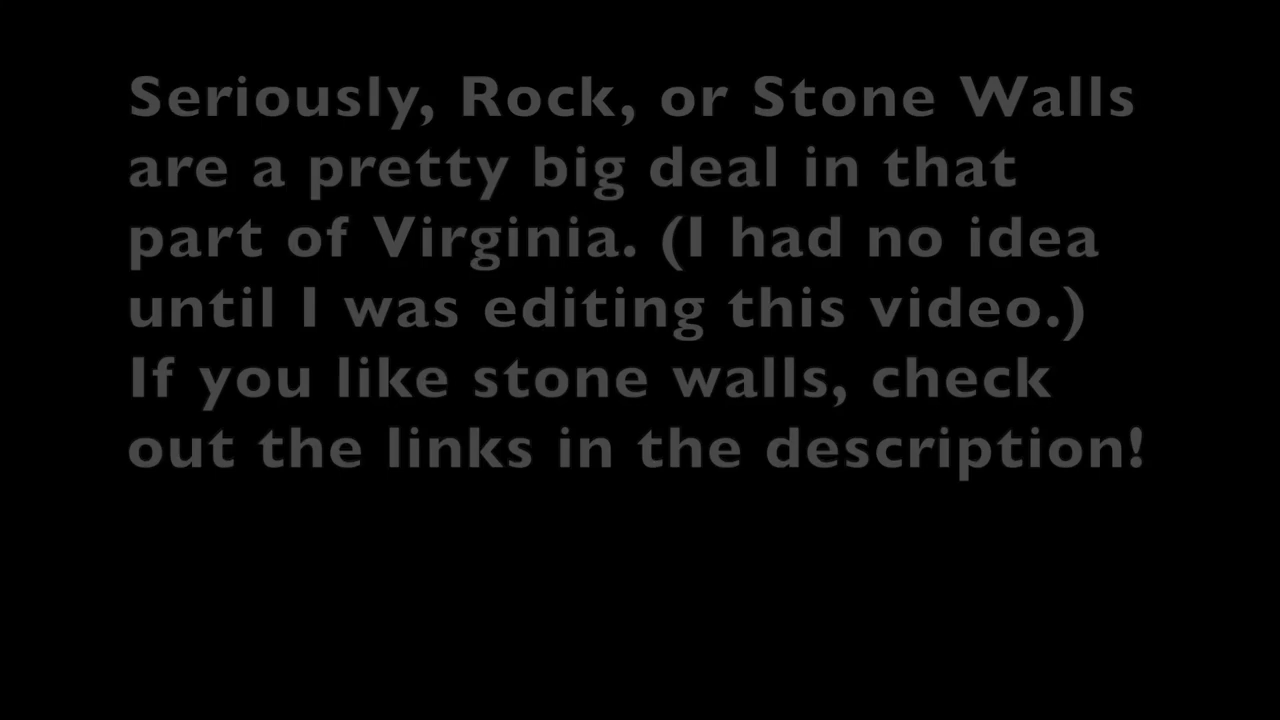 Seriously, Rock, or Stone Walls
are a pretty big deal in that
part of Virginia. (I had no idea
until I was editing this video.)
If you like stone walls, check
out the links in the description!